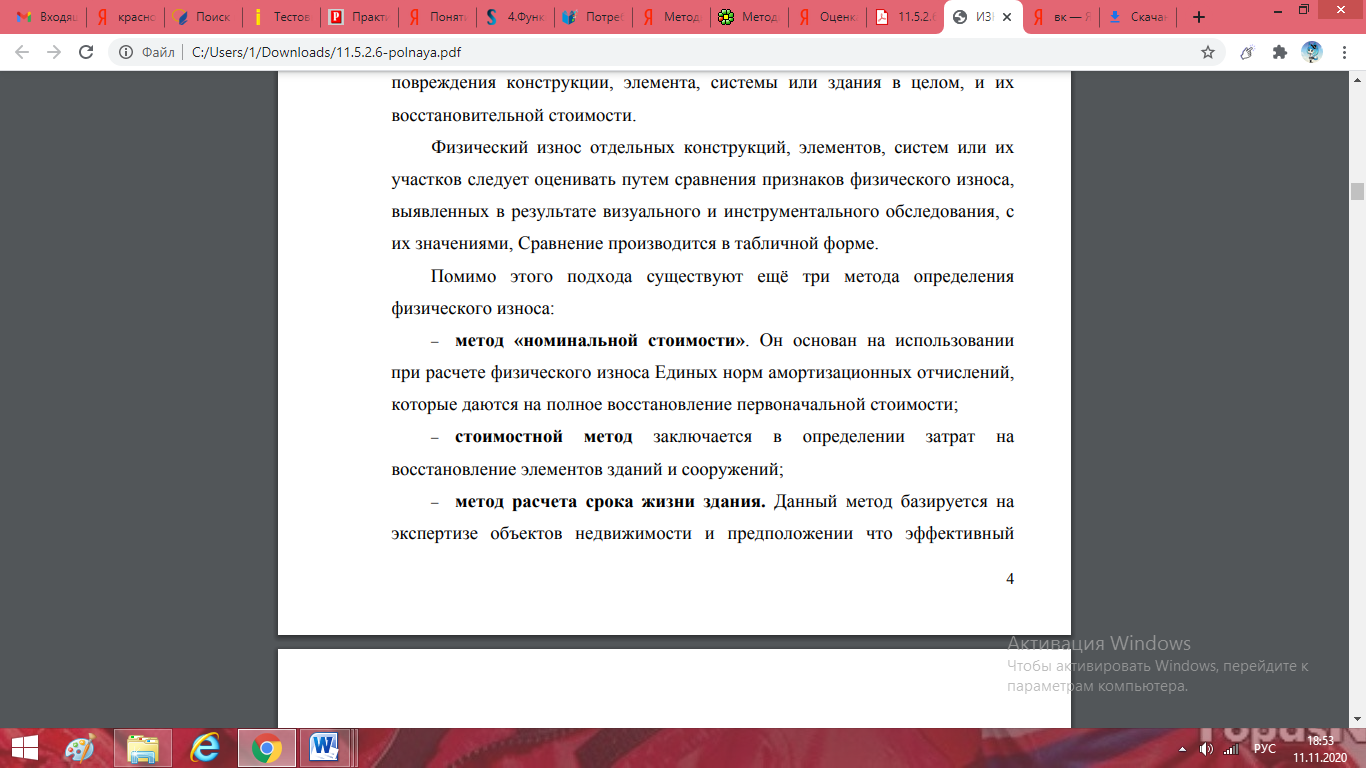 Входящ
красно
Поиск
Тестов
Практи
Поняти
4.Функ
Потреб
Метод
Метод
Оценк
11.5.2.6
ИЗН
вк — Я
Скачат
Файл
C:/Users/1/Downloads/11.5.2.6-polnaya.pdf
повреждения конструкции, элемента, системы или здания в целом, и их
восстановительной стоимости.
Физический износ отдельных конструкций, элементов, систем или их
участков следует оценивать путем сравнения признаков физического износа,
выявленных в результате визуального и инструментального обследования, с
их значениями, Сравнение производится в табличной форме.
Помимо этого подхода существуют ещё три метода определения
физического износа:
– метод «номинальной стоимости». Он основан на использовании
при расчете физического износа Единых норм амортизационных отчислений,
которые даются на полное восстановление первоначальной стоимости;
– стоимостной метод заключается в определении затрат на
восстановление элементов зданий и сооружений;
– метод расчета срока жизни здания. Данный метод базируется на
экспертизе объектов недвижимости и предположении что эффективный
4
Активация Windows
Чтобы активировать Windows, перейдите к
параметрам компьютера.
РУС
18:53
11.11.2020